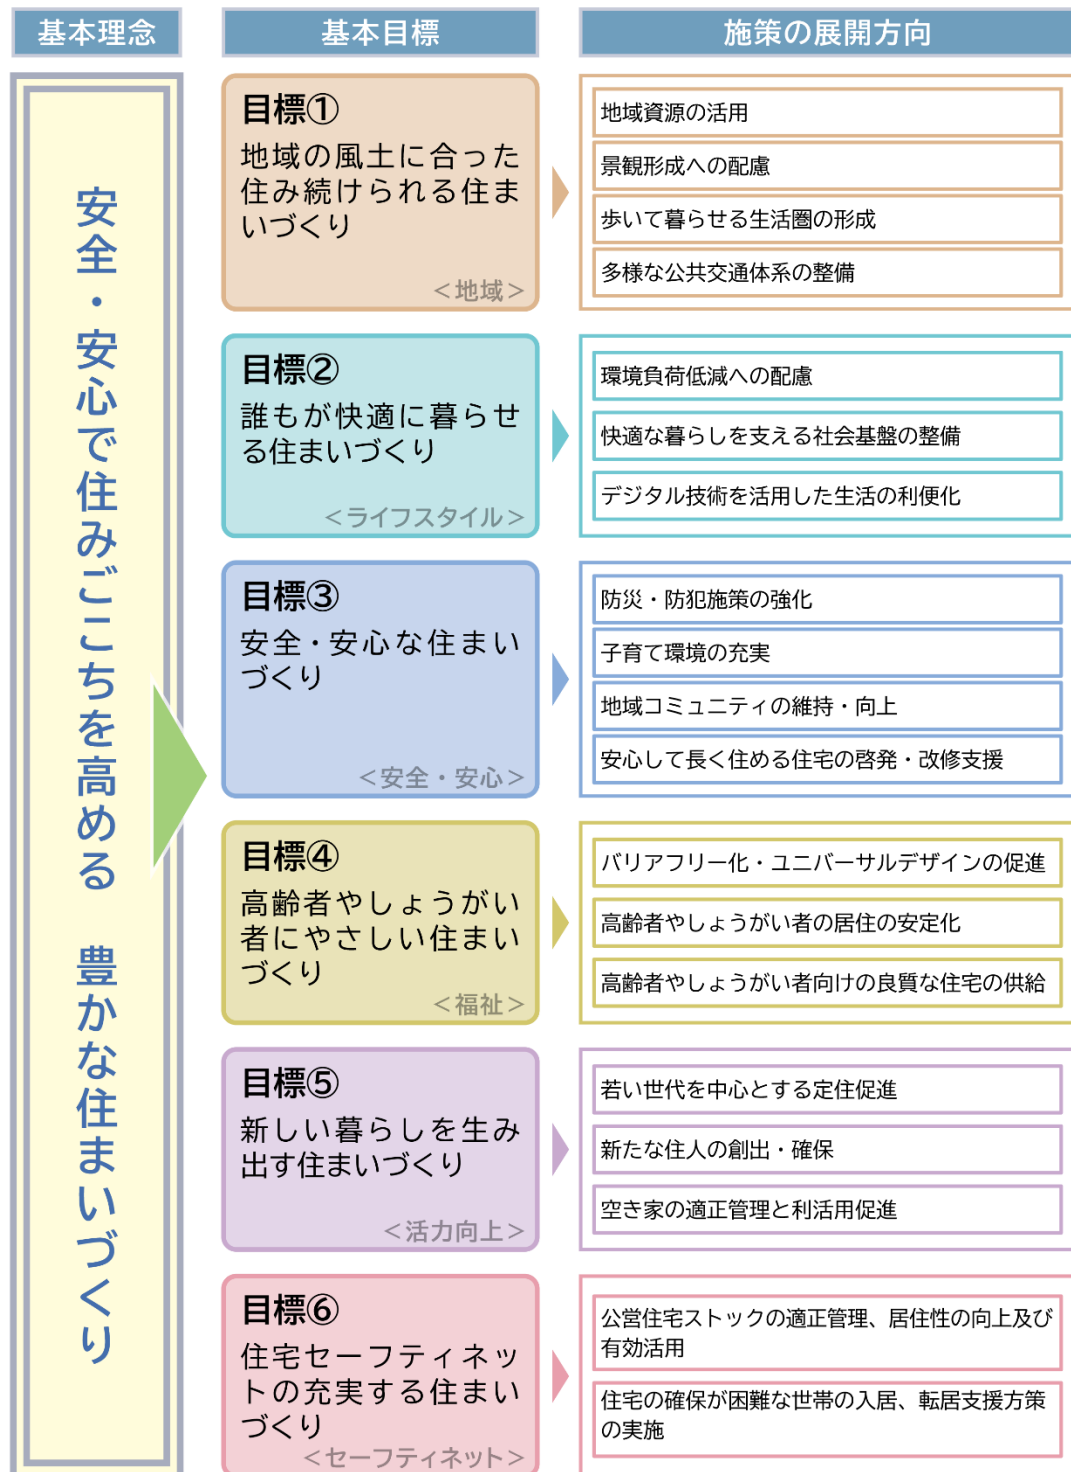 基本理念
基本目標
施策の展開方向
安全・安心で住みごこちを高める　豊かな住まいづくり
目標①
地域の風土に合った
住み続けられる住ま
いづくり
＜地域＞
地域資源の活用
景観形成への配慮
歩いて暮らせる生活圏の形成
多様な公共交通体系の整備
目標②
誰もが快適に暮らせ
る住まいづくり
＜ライフスタイル＞
環境負荷低減への配慮
快適な暮らしを支える社会基盤の整備
デジタル技術を活用した生活の利便化
目標③
安全・安心な住まい
づくり
＜安全・安心＞
防災・防犯施策の強化
子育て環境の充実
地域コミュニティの維持・向上
安心して長く住める住宅の啓発・改修支援
目標④
高齢者やしょうがい
者にやさしい住まい
づくり
＜福祉＞
バリアフリー化・ユニバーサルデザインの促進
高齢者やしょうがい者の居住の安定化
高齢者やしょうがい者向けの良質な住宅の供給
目標⑤
新しい暮らしを生み
出す住まいづくり
＜活力向上＞
若い世代を中心とする定住促進
新たな住人の創出・確保
空き家の適正管理と利活用促進
目標⑥
住宅セーフティネッ
トの充実する住まい
づくり
＜セーフティネット＞
公営住宅ストックの適正管理、居住性の向上及び
有効活用
住宅の確保が困難な世帯の入居、転居支援方策
の実施